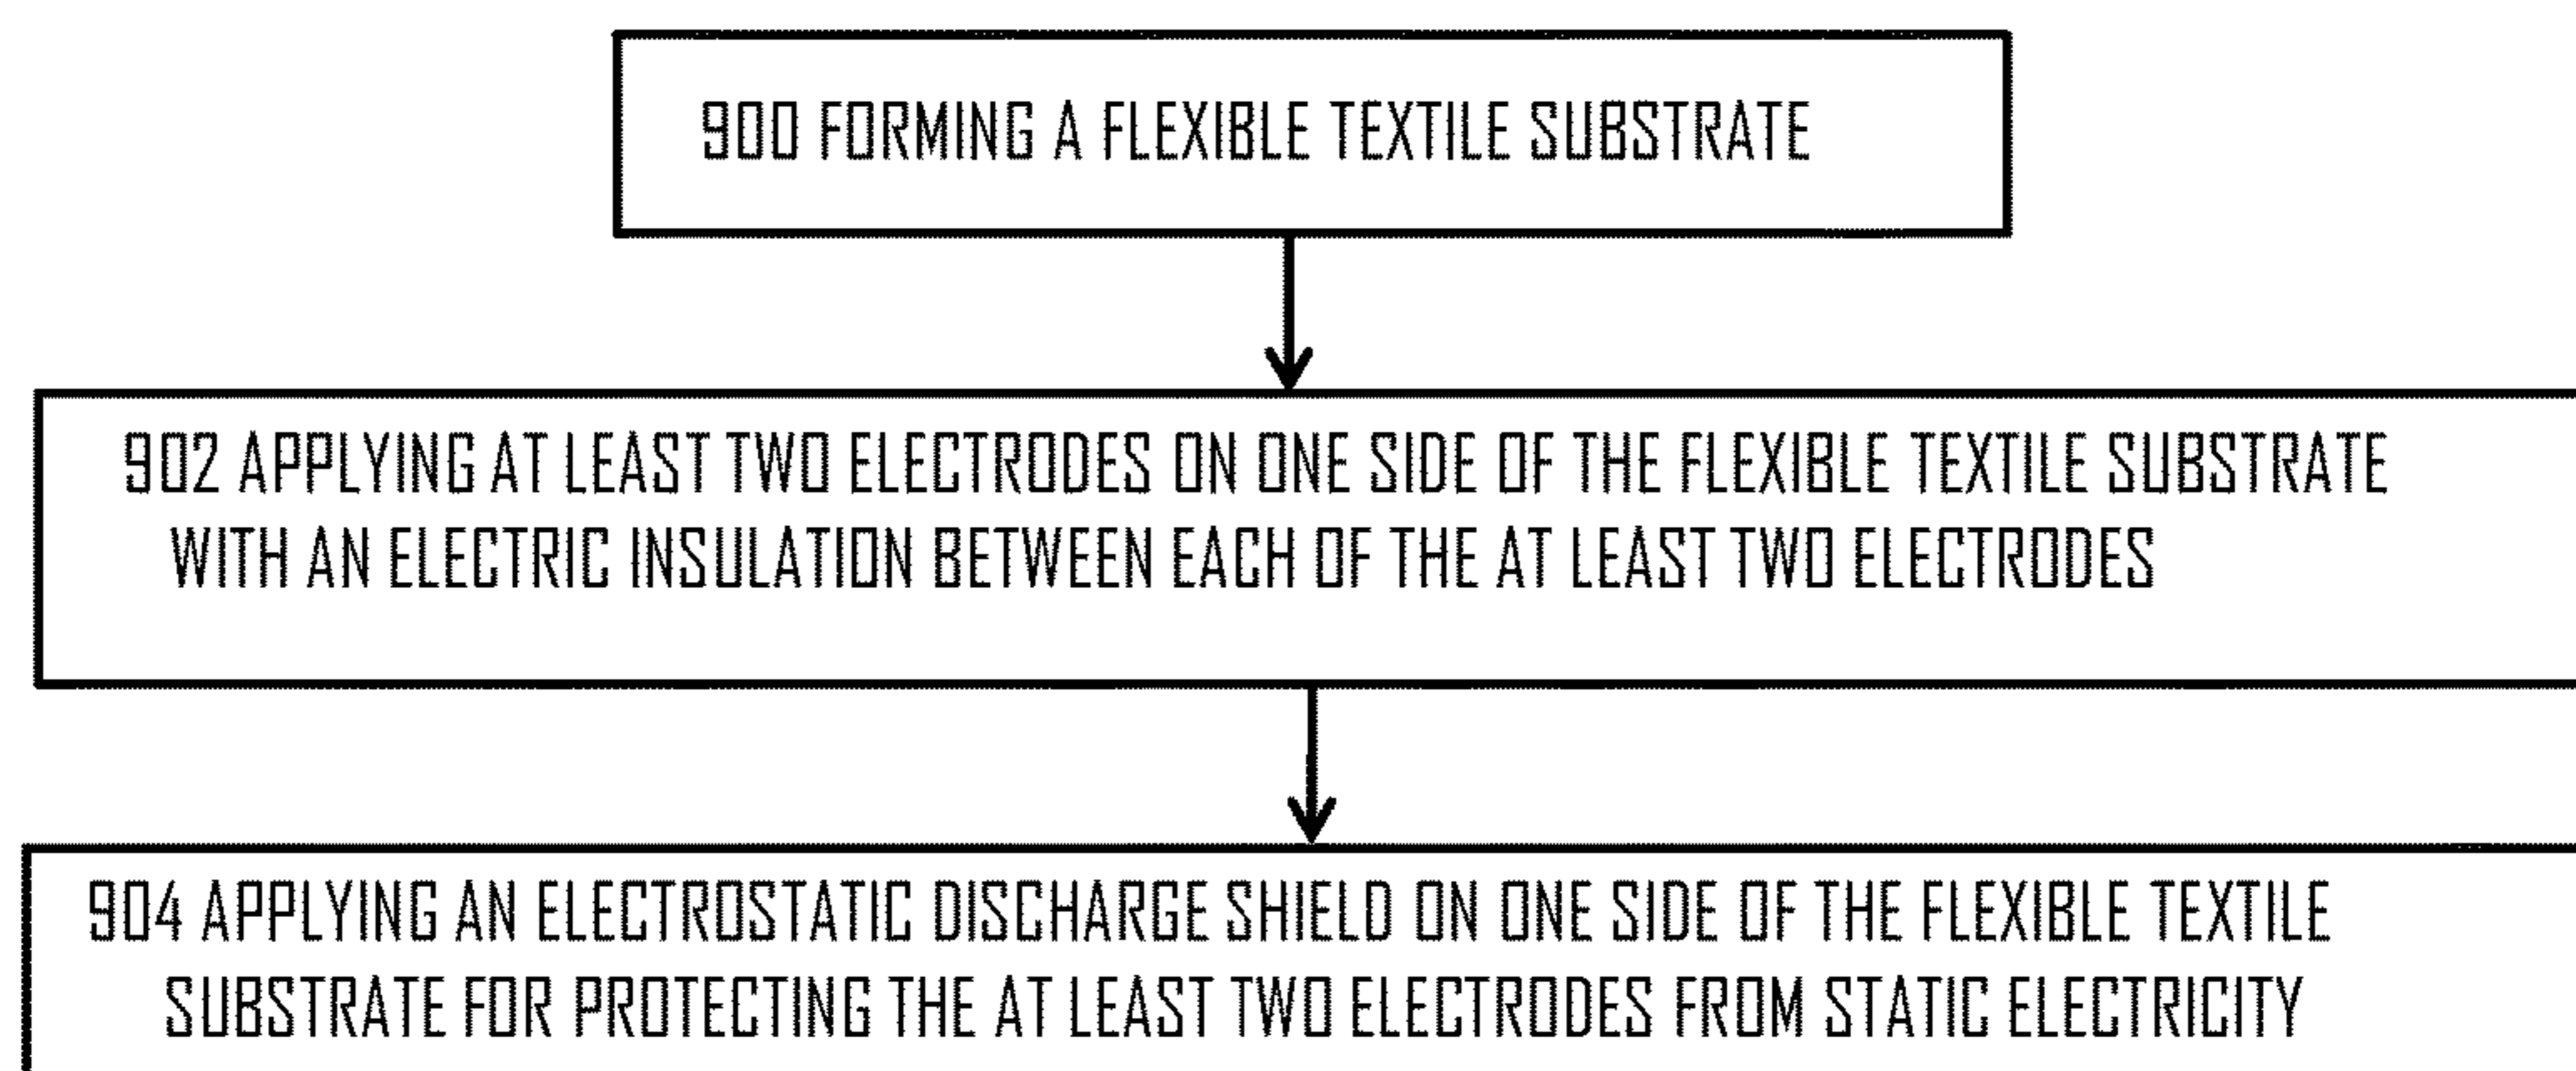 900 FORMING A FLEXIBLE TEXTILE SUBSTRATE
902 APPLYING AT LEAST TWO ELECTRODES ON ONE SIDE OF THE FLEXIBLE TEXTILE SUBSTRATE
WITH AN ELECTRIC INSULATION BETWEEN EACH OF THE AT LEAST TWO ELECTRODES
904 APPLYING AN ELECTROSTATIC DISCHARGE SHIELD ON ONE SIDE OF THE FLEXIBLE TEXTILE
SUBSTRATE FOR PROTECTING THE AT LEAST TWO ELECTRODES FROM STATIC ELECTRICITY